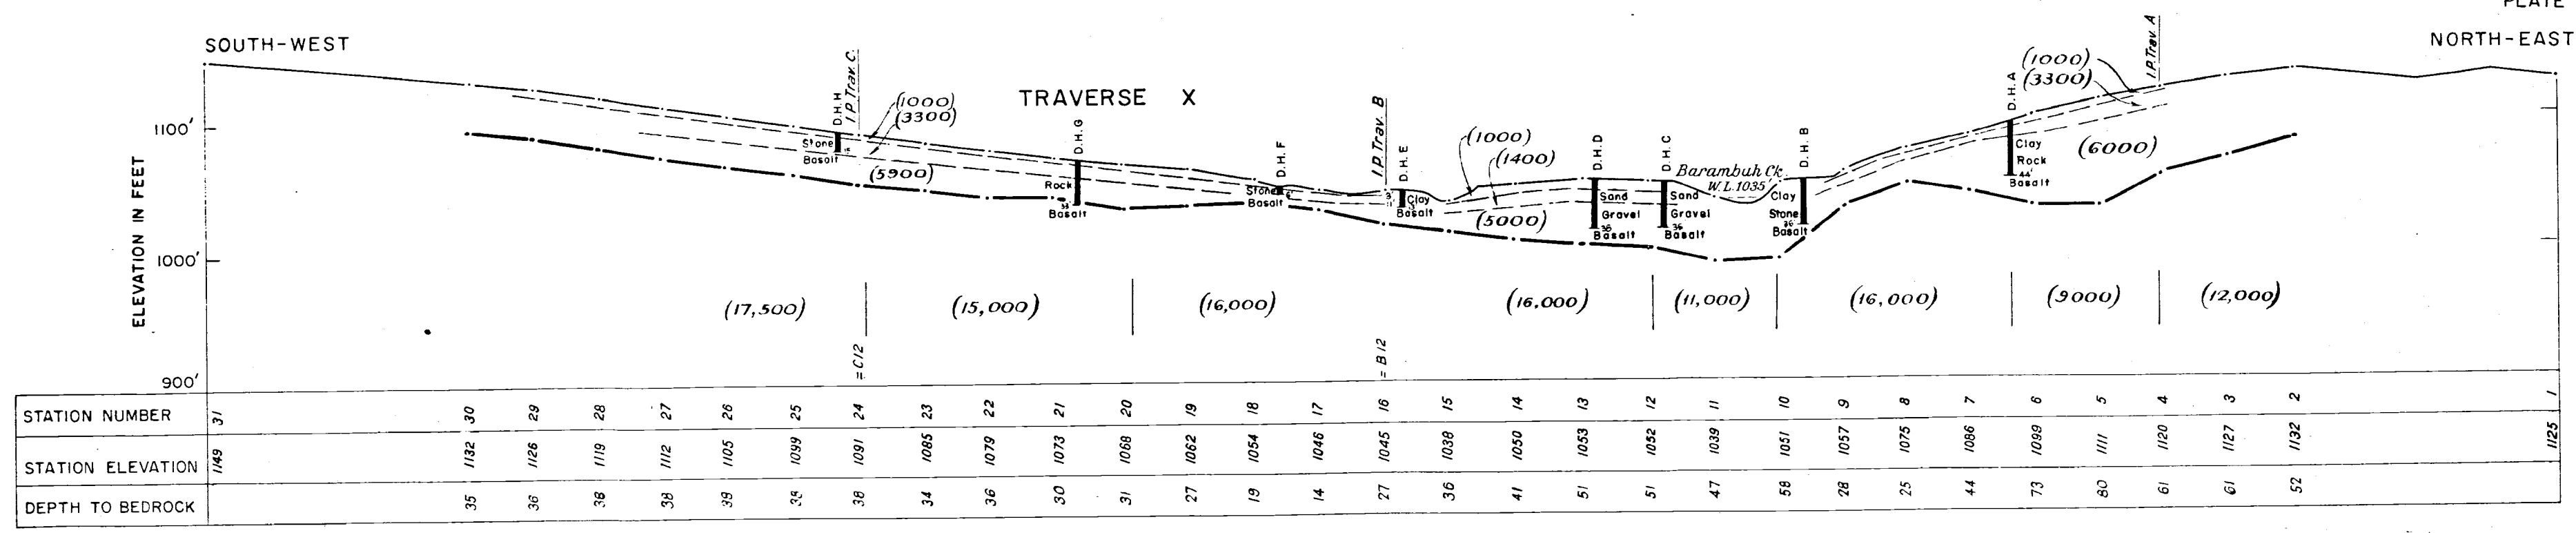 PLATE
SOUTH-WEST
NORTH-EAST
TRAVERSE X
ELEVATION IN FEET
1100'
1000'
900'
D.H.H
I.P. Trav. C.
(1000)
(3300)
Stone
15
Basalt
(5900)
D.H.G
Rock
33
Basalt
D.H.F
Stone
Basalt
I.P. Trav. B
D.H.E
Clay
Basalt
(1000)
(1400)
(5000)
D.H.D
Sand
Gravel
38
Basalt
D.H.C
Sand
Gravel
36
Basalt
Barambah Ck.
W.L. 1035'
D.H.B
Clay
Stone
36
Basalt
D.H.A
Clay
Rock
44'
Basalt
(1000)
(3300)
I.P. Trav. A
(6000)
(17,500) (15,000) (16,000) (16,000) (11,000) (16,000) (9000) (12,000)
= C12
= B12
STATION NUMBER 31 30 29 28 27 26 25 24 23 22 21 20 19 18 17 16 15 14 13 12 11 10 9 8 7 6 5 4 3 2 1
STATION ELEVATION 1149 1132 1126 1119 1112 1105 1099 1091 1085 1079 1073 1068 1062 1054 1046 1045 1038 1050 1053 1052 1039 1051 1057 1075 1086 1099 1111 1120 1127 1132 1125
DEPTH TO BEDROCK 35 36 36 38 39 38 38 34 36 30 31 27 19 14 27 36 41 51 51 47 58 28 25 44 73 80 61 61 52